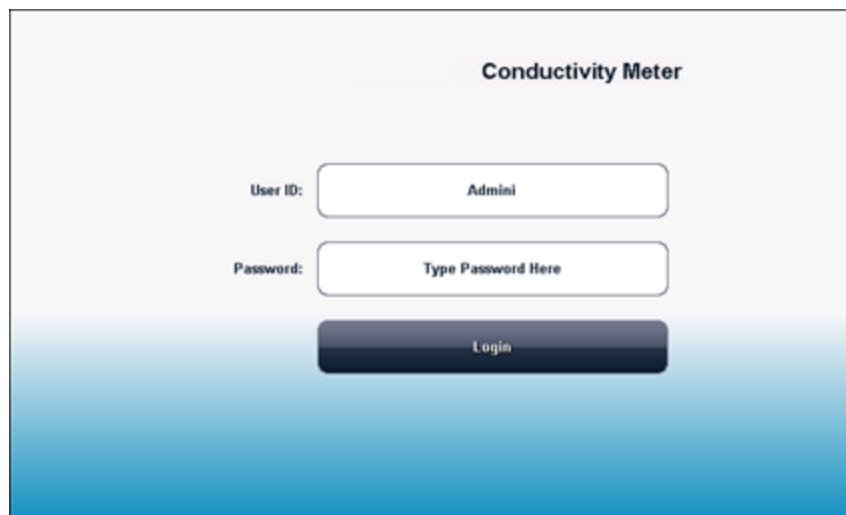 Conductivity Meter
User ID: Admini
Password: Type Password Here
Login